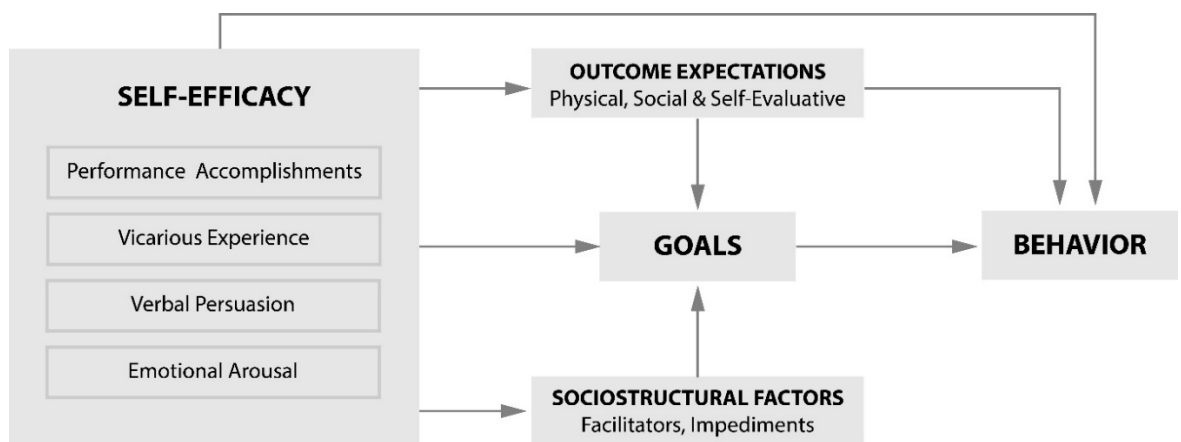 SELF-EFFICACY
Performance Accomplishments
Vicarious Experience
Verbal Persuasion
Emotional Arousal
OUTCOME EXPECTATIONS
Physical, Social & Self-Evaluative
GOALS
SOCIOSTRUCTURAL FACTORS
Facilitators, Impediments
BEHAVIOR